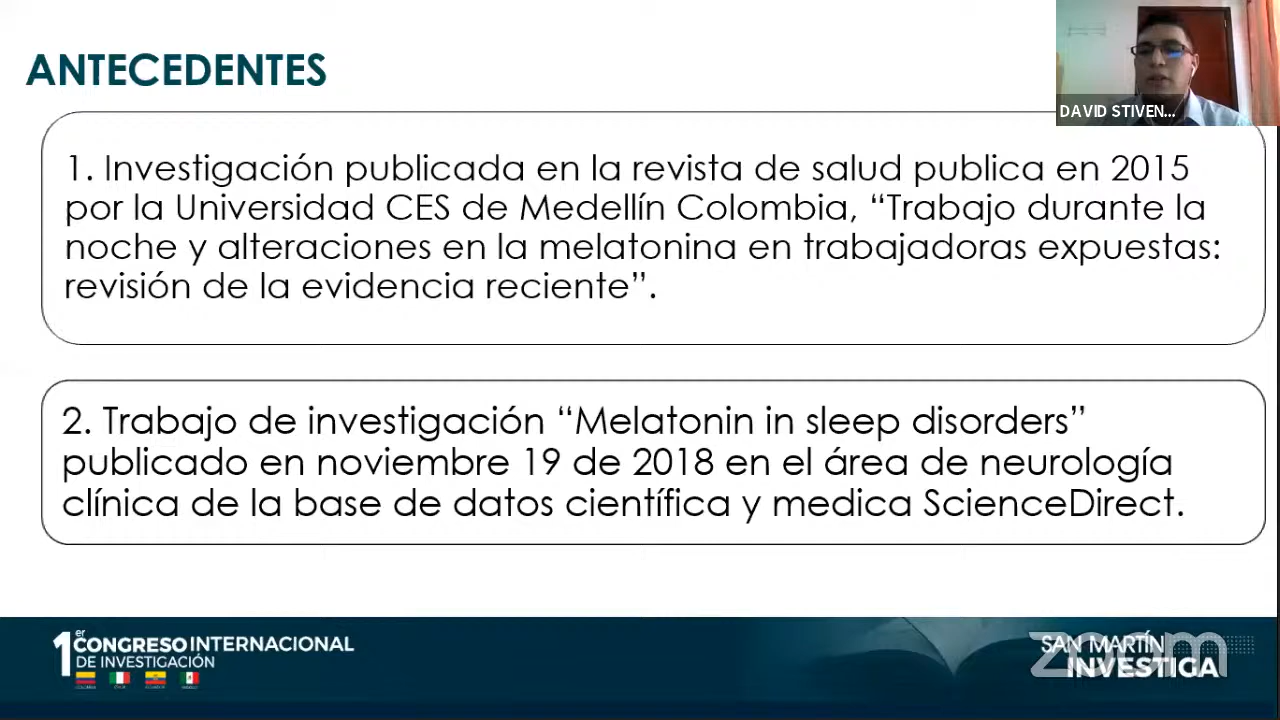 ANTECEDENTES
DAVID STIVEN...
1. Investigación publicada en la revista de salud publica en 2015
por la Universidad CES de Medellín Colombia, “Trabajo durante la
noche y alteraciones en la melatonina en trabajadoras expuestas:
revisión de la evidencia reciente”.
2. Trabajo de investigación “Melatonin in sleep disorders”
publicado en noviembre 19 de 2018 en el área de neurología
clínica de la base de datos científica y medica ScienceDirect.
1er CONGRESO INTERNACIONAL
DE INVESTIGACIÓN
COLOMBIA ECUADOR
SAN MARTÍN
INVESTIGA
zoom